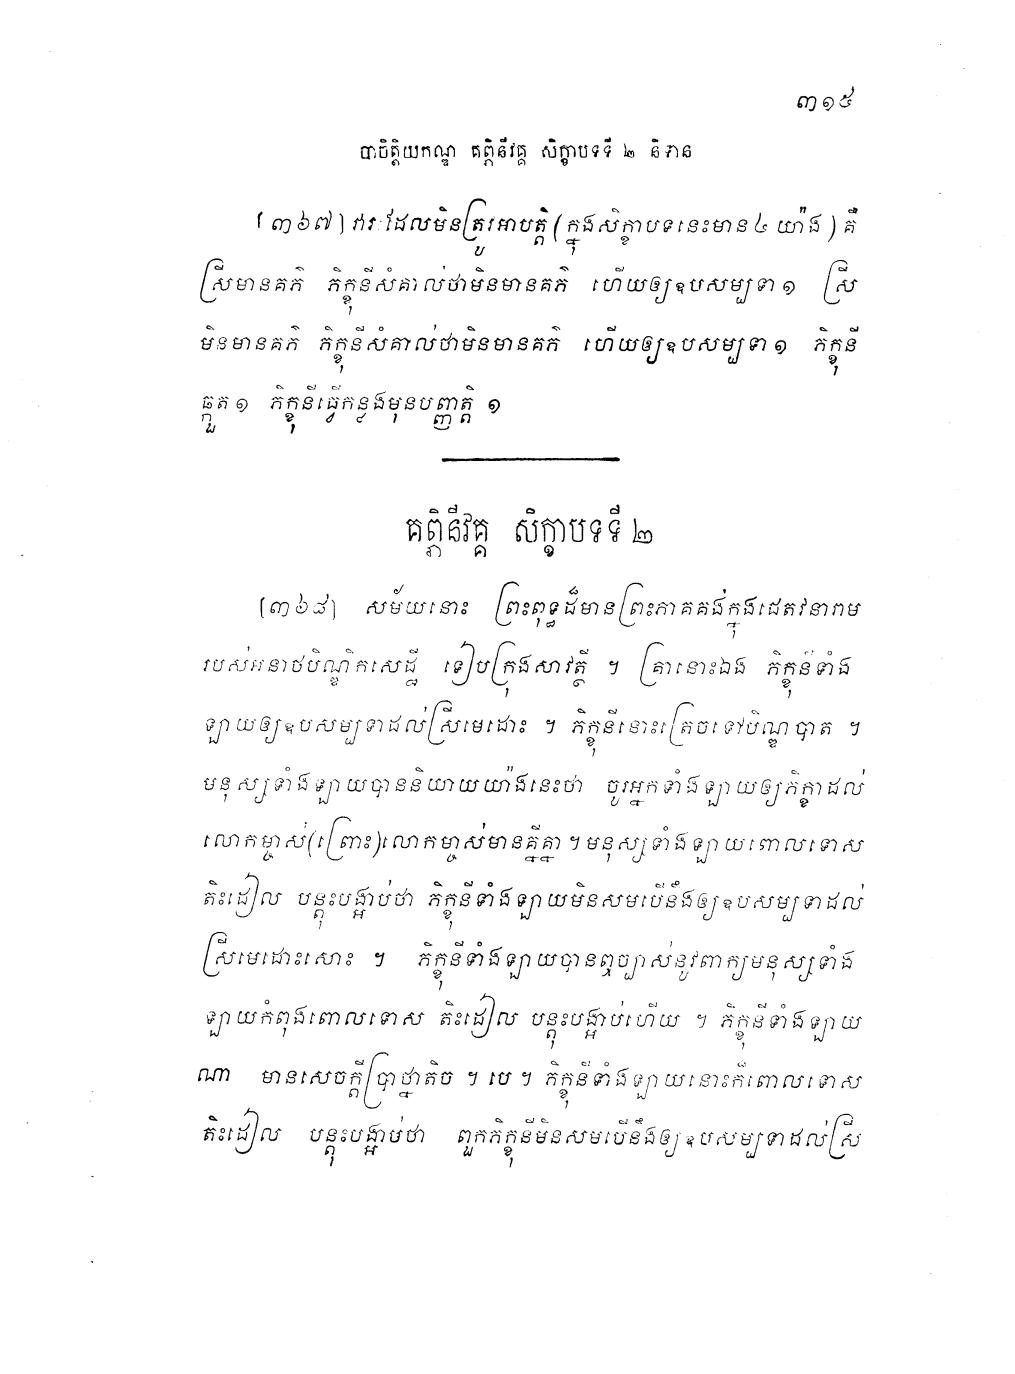 ៣១៥
បាចិត្តិយកណ្ឌ គព្ភិនីវគ្គ សិក្ខាបទទី ២ និទាន
[៣៦៧] វារៈដែលមិនត្រូវអាបត្តិ (ក្នុងសិក្ខាបទនេះមាន ៤ យ៉ាង) គឺ
ស្រីមានគភ៌ ភិក្ខុនីសំគាល់ថាមិនមានគភ៌ ហើយឲ្យឧបសម្បទា ១ ស្រី
មិនមានគភ៌ ភិក្ខុនីសំគាល់ថាមិនមានគភ៌ ហើយឲ្យឧបសម្បទា ១ ភិក្ខុនី
ឆ្កួត ១ ភិក្ខុនីធ្វើកន្លងមុនបញ្ញត្តិ ១
គព្ភិនីវគ្គ សិក្ខាបទទី ២
[៣៦៨] សម័យនោះ ព្រះពុទ្ធដ៏មានព្រះភាគគង់ក្នុងជេតវនារាម
របស់អនាថបិណ្ឌិកសេដ្ឋី ទៀបក្រុងសាវត្ថី ។ គ្រានោះឯង ភិក្ខុនីទាំង
ឡាយឲ្យឧបសម្បទាដល់ស្រីមេដោះ ។ ភិក្ខុនីនោះត្រេចទៅបិណ្ឌបាត ។
មនុស្សទាំងឡាយបាននិយាយយ៉ាងនេះថា ចូរអ្នកទាំងឡាយឲ្យភិក្ខាដល់
លោកម្ចាស់(ព្រោះ)លោកម្ចាស់មានគ្នីគ្នា ។ មនុស្សទាំងឡាយពោលទោស
តិះដៀល បន្តុះបង្អាប់ថា ភិក្ខុនីទាំងឡាយមិនសមបើនឹងឲ្យឧបសម្បទាដល់
ស្រីមេដោះសោះ ។ ភិក្ខុនីទាំងឡាយបានឮច្បាស់នូវពាក្យមនុស្សទាំង
ឡាយកំពុងពោលទោស តិះដៀល បន្តុះបង្អាប់ហើយ ។ ភិក្ខុនីទាំងឡាយ
ណា មានសេចក្តីប្រាថ្នាតិច ។ បេ ។ ភិក្ខុនីទាំងឡាយនោះក៏ពោលទោស
តិះដៀល បន្តុះបង្អាប់ថា ពួកភិក្ខុនីមិនសមបើនឹងឲ្យឧបសម្បទាដល់ស្រី